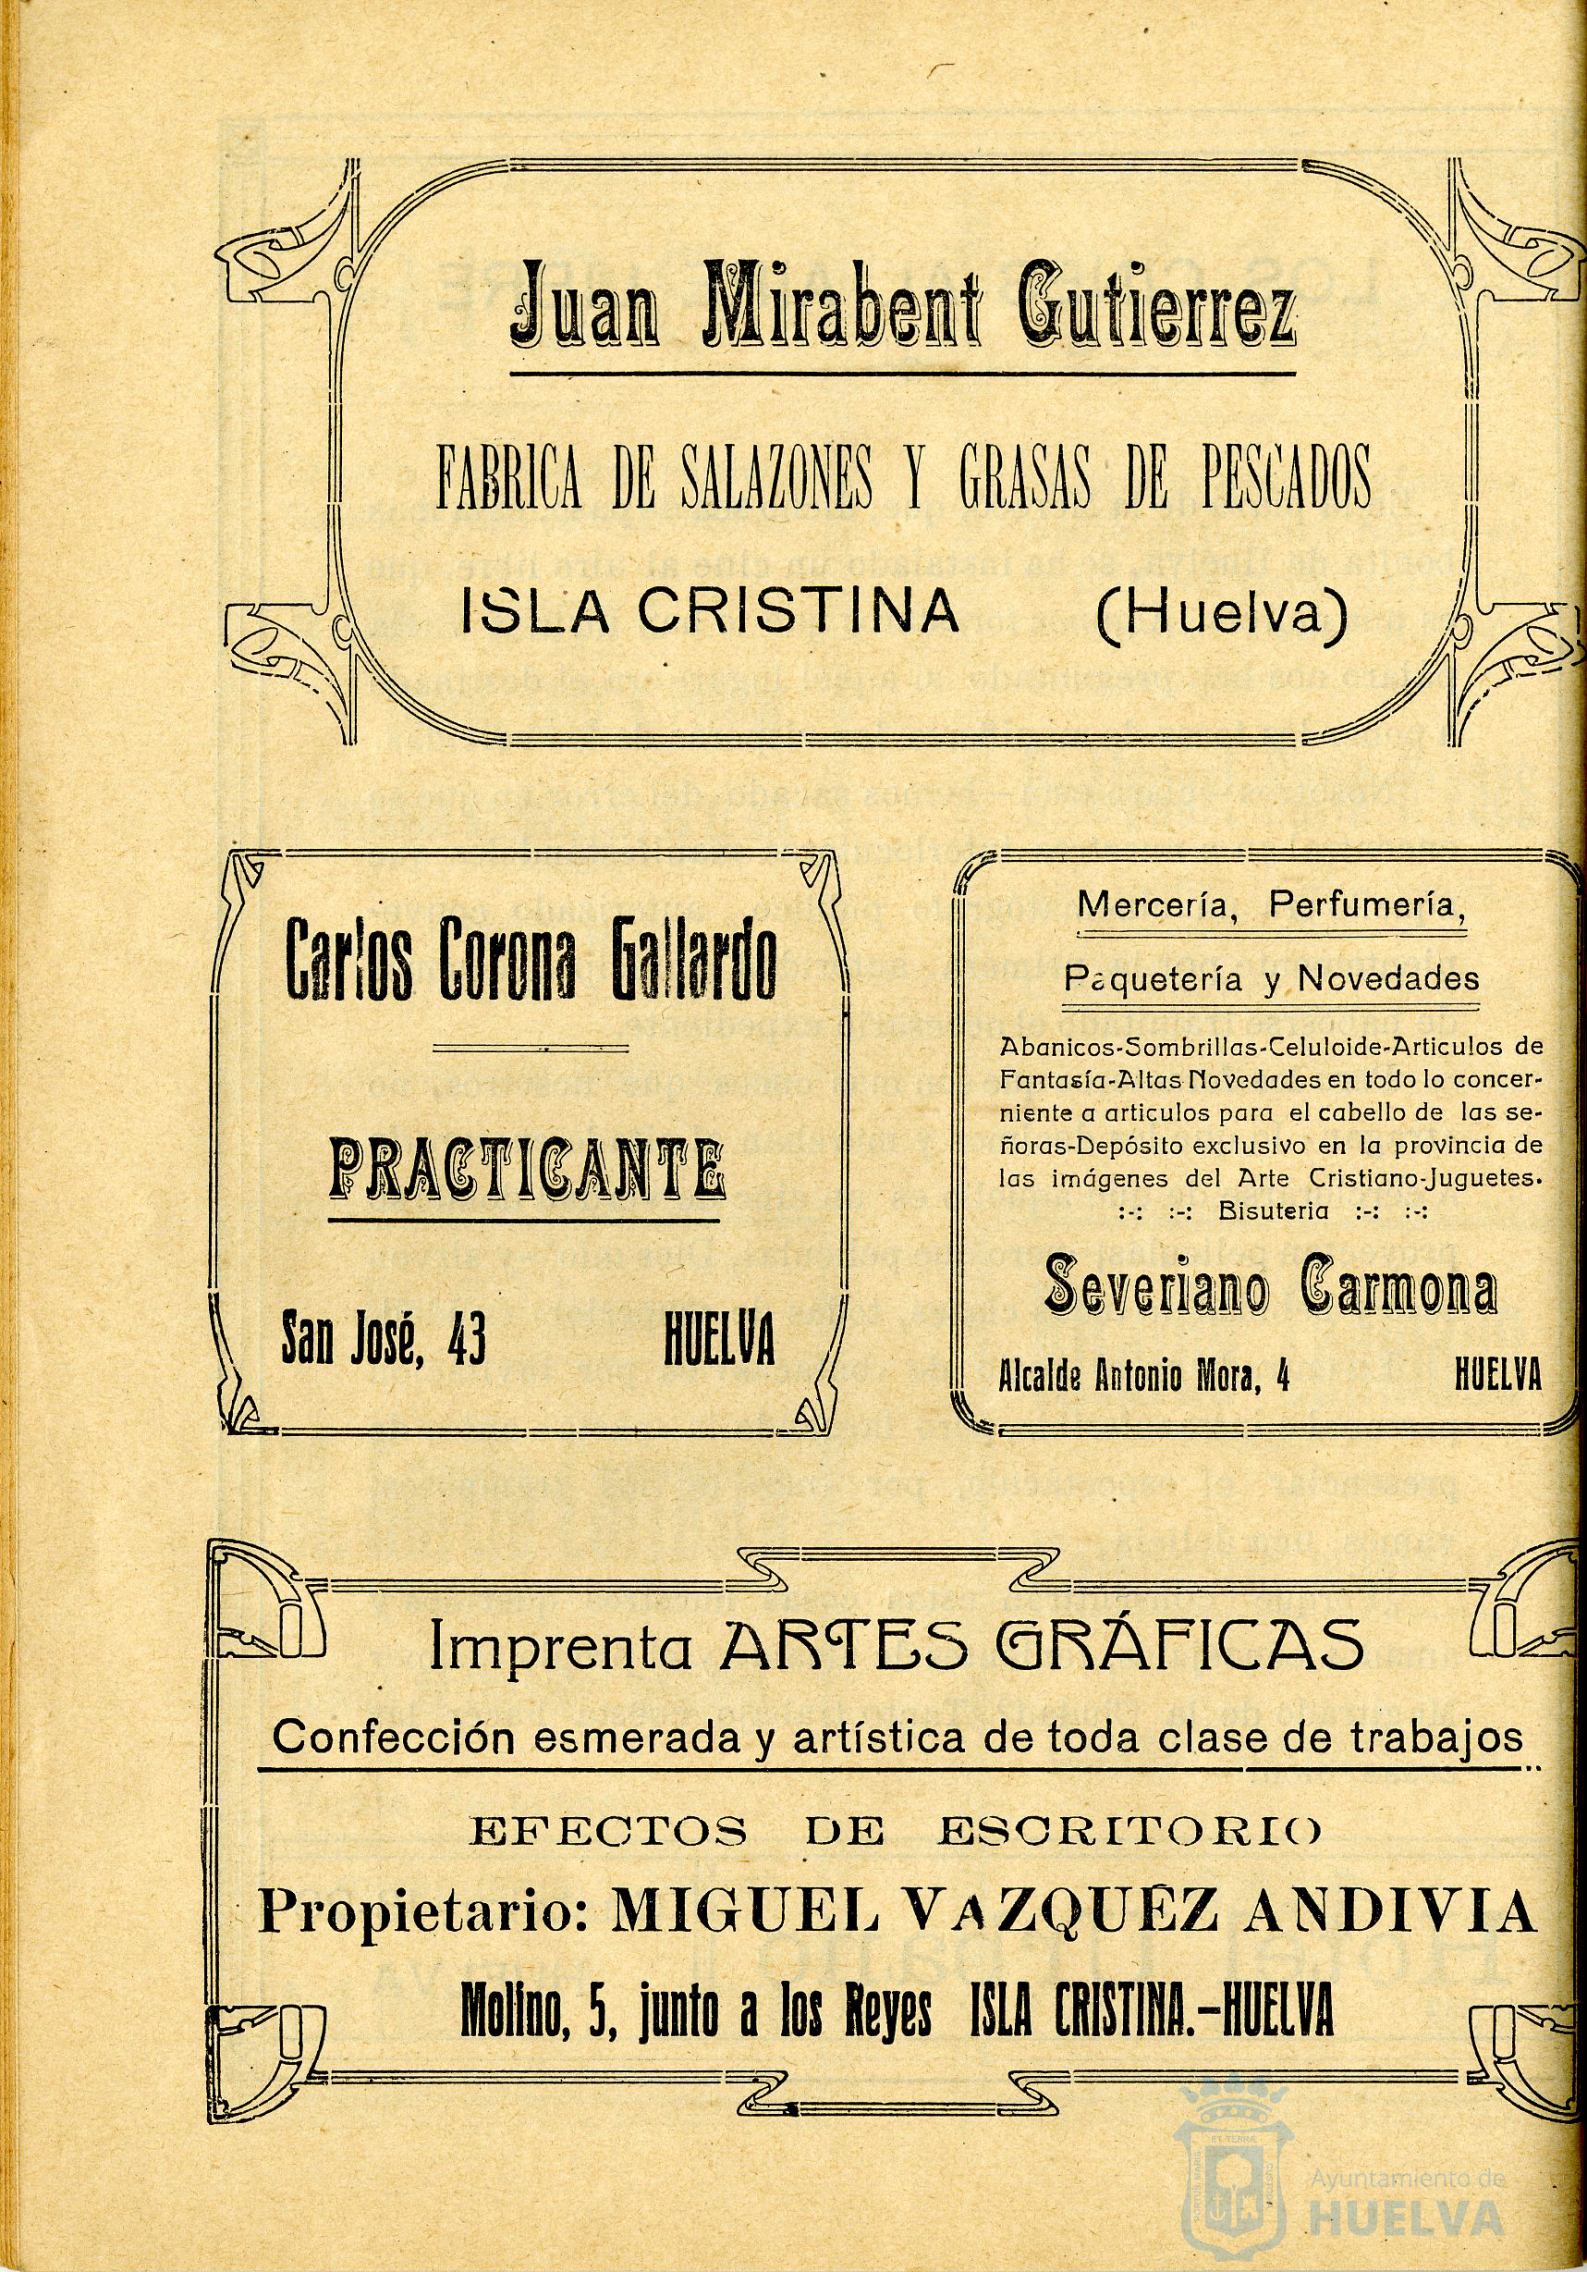 Juan Mirabent Gutierrez
FABRICA DE SALAZONES Y GRASAS DE PESCADOS
ISLA CRISTINA (Huelva)
Carlos Corona Gallardo
PRACTICANTE
San José, 43 HUELVA
Mercería, Perfumería,
Paquetería y Novedades
Abanicos-Sombrillas-Celuloide-Articulos de
Fantasía-Altas Novedades en todo lo concer-
niente a articulos para el cabello de las se-
ñoras-Depósito exclusivo en la provincia de
las imágenes del Arte Cristiano-Juguetes.
:-: :-: Bisuteria :-: :-:
Severiano Carmona
Alcalde Antonio Mora, 4 HUELVA
Imprenta ARTES GRÁFICAS
Confección esmerada y artística de toda clase de trabajos
EFECTOS DE ESCRITORIO
Propietario: MIGUEL VAZQUÉZ ANDIVIA
Molino, 5, junto a los Reyes ISLA CRISTINA.—HUELVA
Ayuntamiento de
HUELVA